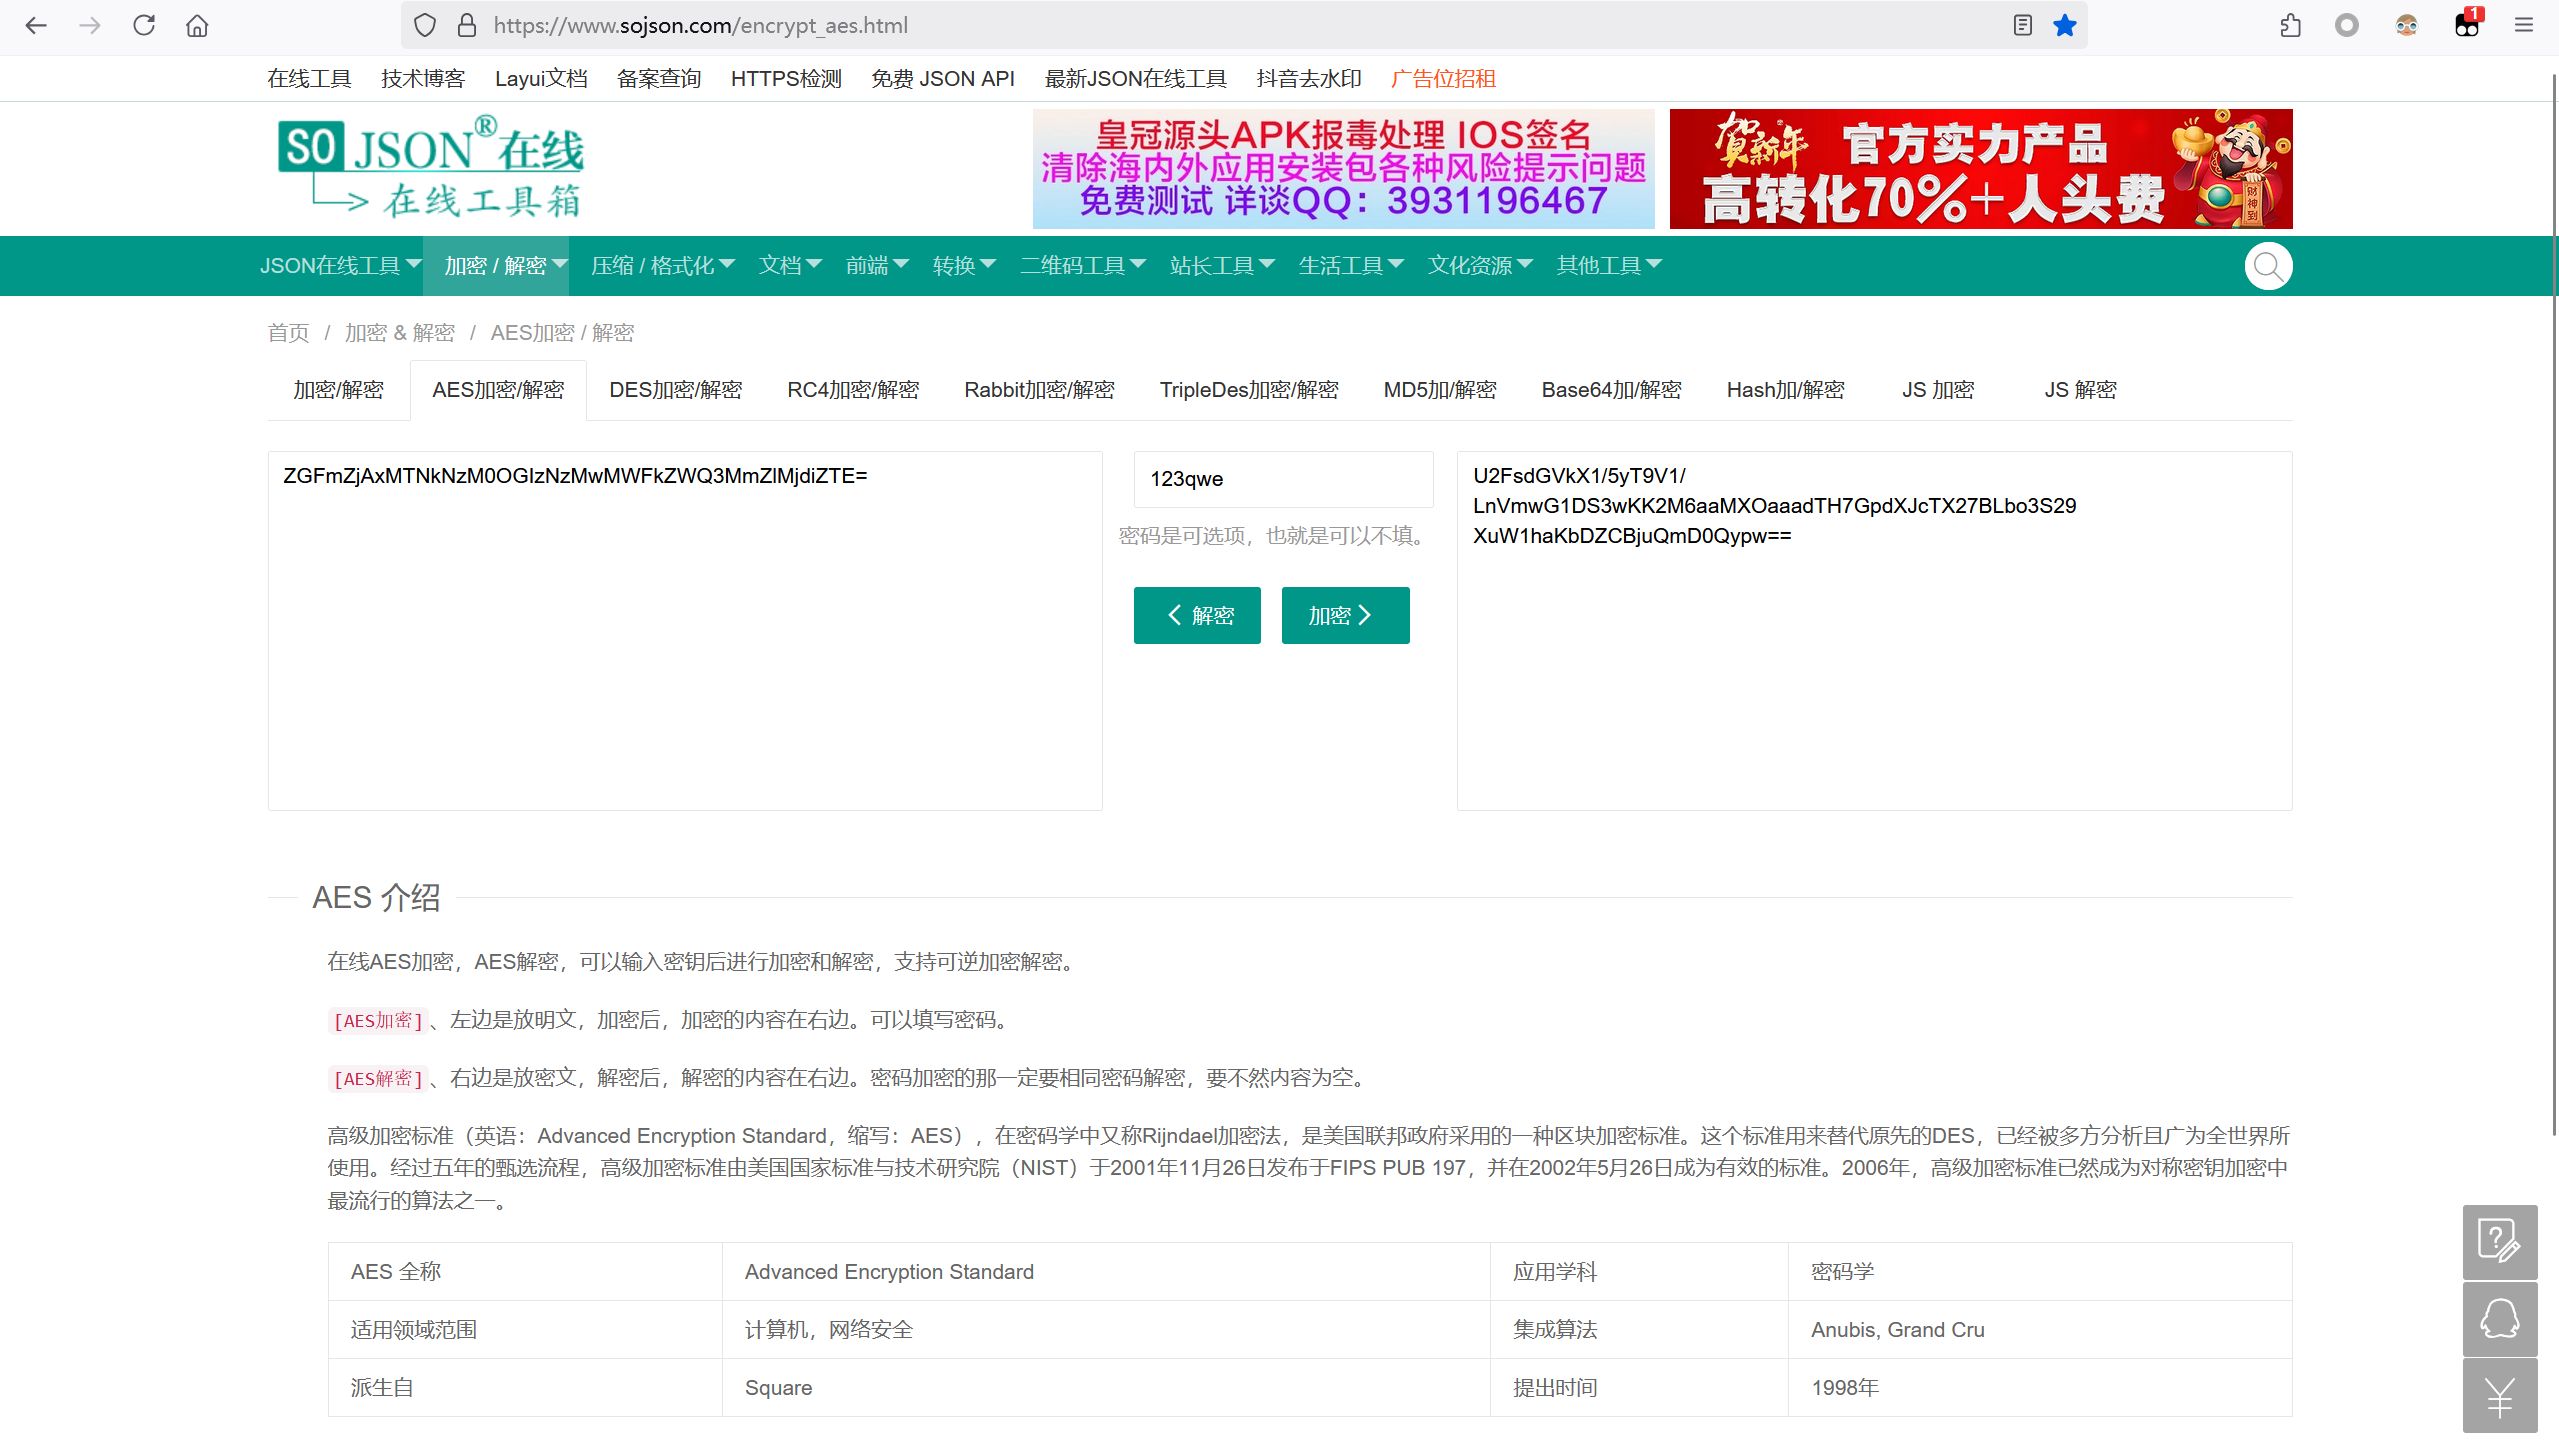 https://www.sojson.com/encrypt_aes.html
1
在线工具 技术博客 Layui文档 备案查询 HTTPS检测 免费 JSON API 最新JSON在线工具 抖音去水印 广告位招租
SO JSON®在线
在线工具箱
皇冠源头APK报毒处理 IOS签名
清除海内外应用安装包各种风险提示问题
免费测试 详谈QQ：3931196467
贺新年 官方实力产品
高转化70%+人头费
财神到
JSON在线工具 加密 / 解密 压缩 / 格式化 文档 前端 转换 二维码工具 站长工具 生活工具 文化资源 其他工具
首页 / 加密 & 解密 / AES加密 / 解密
加密/解密 AES加密/解密 DES加密/解密 RC4加密/解密 Rabbit加密/解密 TripleDes加密/解密 MD5加/解密 Base64加/解密 Hash加/解密 JS 加密 JS 解密
ZGFmZjAxMTNkNzM0OGIzNzMwMWFkZWQ3MmZlMjdiZTE=
123qwe
密码是可选项，也就是可以不填。
解密 加密
U2FsdGVkX1/5yT9V1/
LnVmwG1DS3wKK2M6aaMXOaaadTH7GpdXJcTX27BLbo3S29
XuW1haKbDZCBjuQmD0Qypw==
AES 介绍
在线AES加密，AES解密，可以输入密钥后进行加密和解密，支持可逆加密解密。
[AES加密]、左边是放明文，加密后，加密的内容在右边。可以填写密码。
[AES解密]、右边是放密文，解密后，解密的内容在右边。密码加密的那一定要相同密码解密，要不然内容为空。
高级加密标准（英语：Advanced Encryption Standard，缩写：AES），在密码学中又称Rijndael加密法，是美国联邦政府采用的一种区块加密标准。这个标准用来替代原先的DES，已经被多方分析且广为全世界所
使用。经过五年的甄选流程，高级加密标准由美国国家标准与技术研究院（NIST）于2001年11月26日发布于FIPS PUB 197，并在2002年5月26日成为有效的标准。2006年，高级加密标准已然成为对称密钥加密中
最流行的算法之一。
AES 全称 Advanced Encryption Standard 应用学科 密码学
适用领域范围 计算机，网络安全 集成算法 Anubis, Grand Cru
派生自 Square 提出时间 1998年